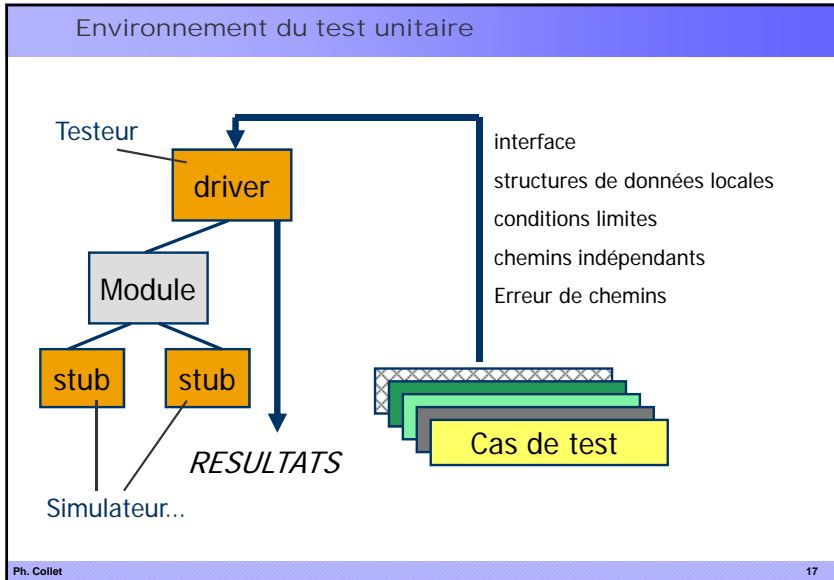 Environnement du test unitaire
Testeur
driver
Module
stub
stub
RESULTATS
Simulateur...
interface
structures de données locales
conditions limites
chemins indépendants
Erreur de chemins
Cas de test
Ph. Collet
17